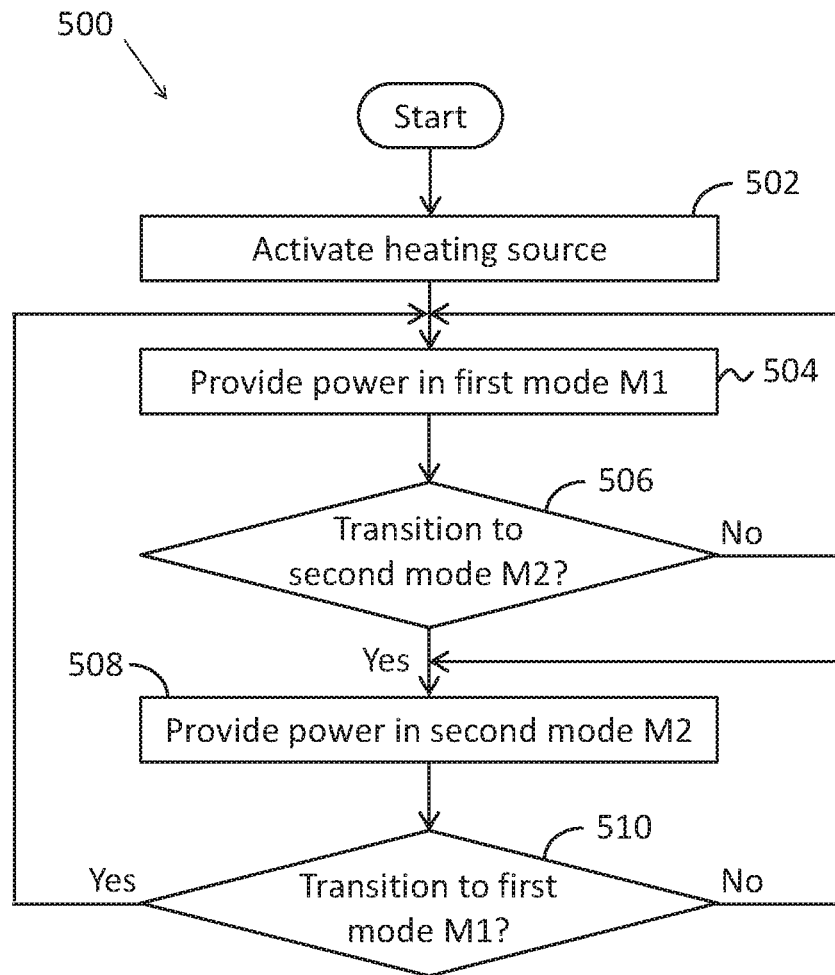 500
Start
502
Activate heating source
Provide power in first mode M1
504
506
Transition to
second mode M2?
No
Yes
508
Provide power in second mode M2
510
Yes
Transition to first
mode M1?
No